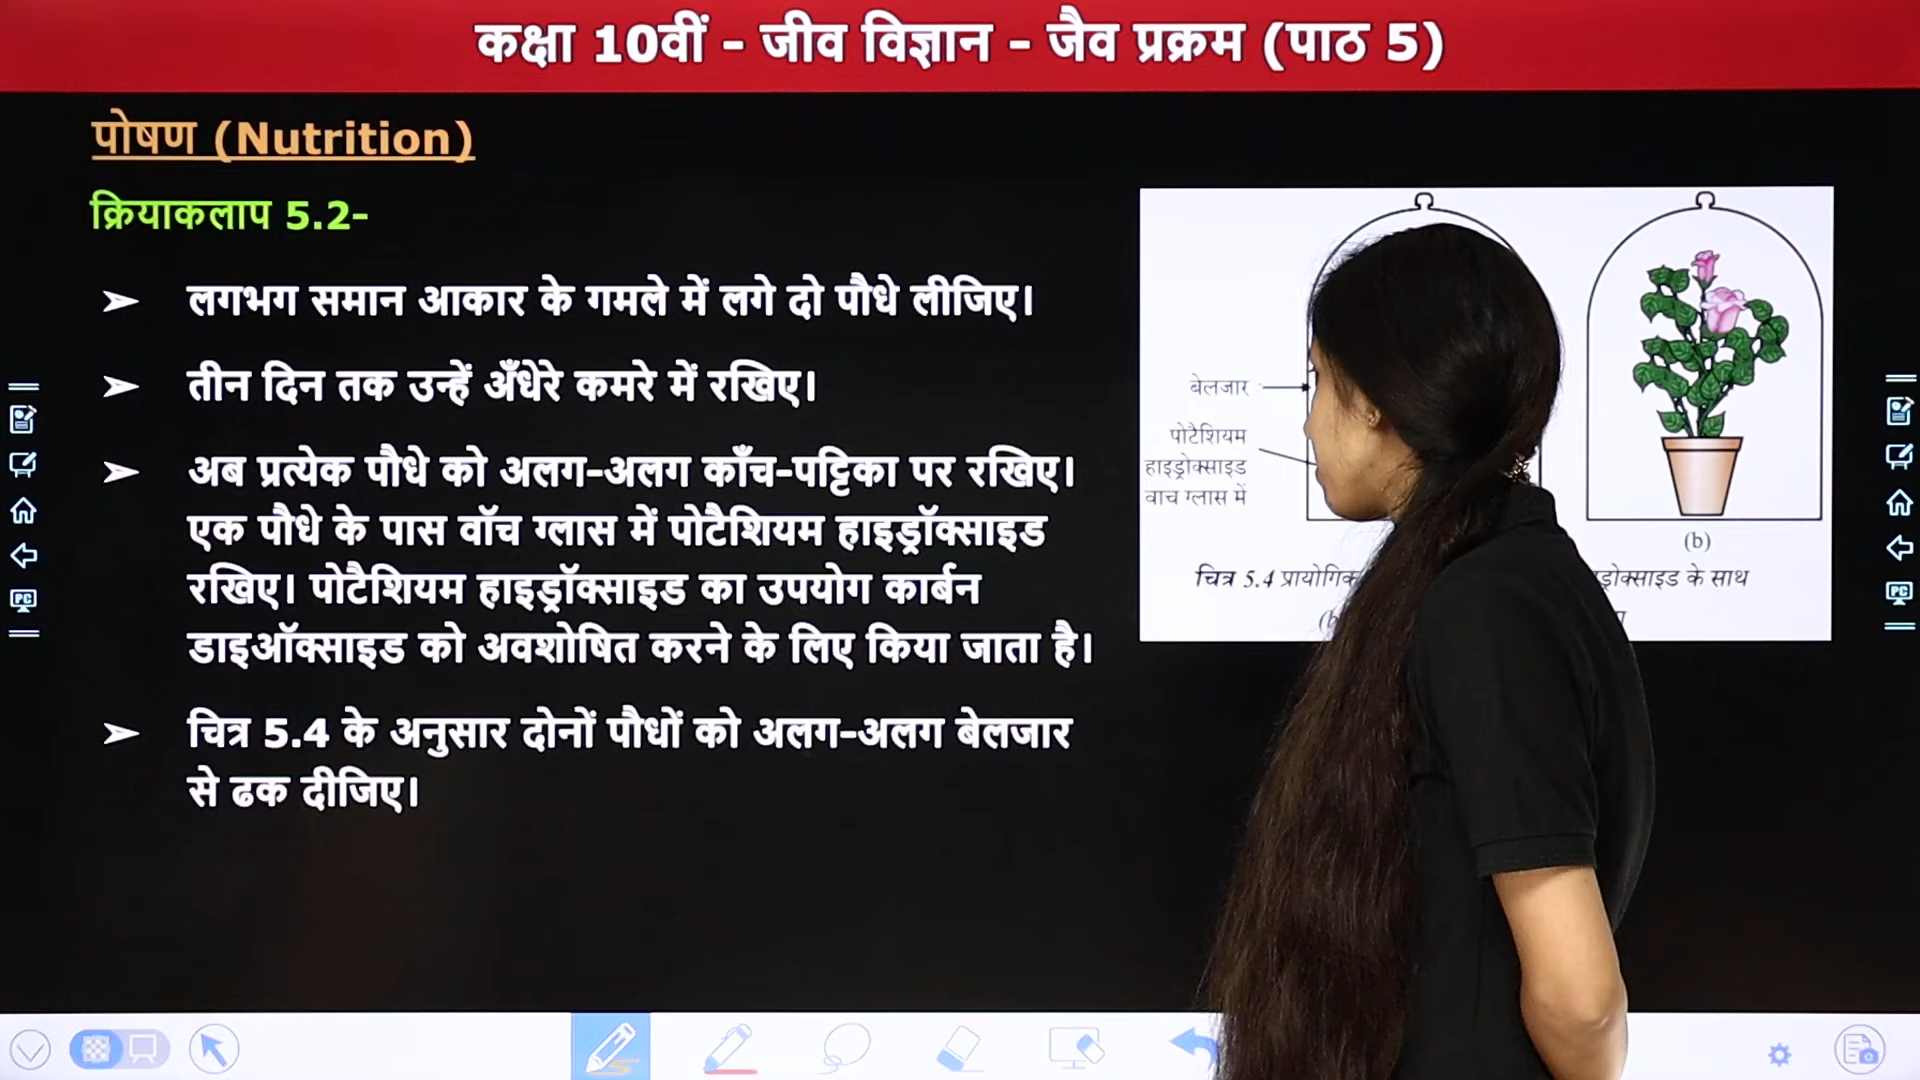 कक्षा 10वीं - जीव विज्ञान - जैव प्रक्रम (पाठ 5)
पोषण (Nutrition)
क्रियाकलाप 5.2-
➢ लगभग समान आकार के गमले में लगे दो पौधे लीजिए।
➢ तीन दिन तक उन्हें अँधेरे कमरे में रखिए।
➢ अब प्रत्येक पौधे को अलग-अलग काँच-पट्टिका पर रखिए।
एक पौधे के पास वॉच ग्लास में पोटैशियम हाइड्रॉक्साइड
रखिए। पोटैशियम हाइड्रॉक्साइड का उपयोग कार्बन
डाइऑक्साइड को अवशोषित करने के लिए किया जाता है।
➢ चित्र 5.4 के अनुसार दोनों पौधों को अलग-अलग बेलजार
से ढक दीजिए।
बेलजार
पोटैशियम
हाइड्रोक्साइड
वाच ग्लास में
(b)
चित्र 5.4 प्रायोगिक
के साथ
PC
PC